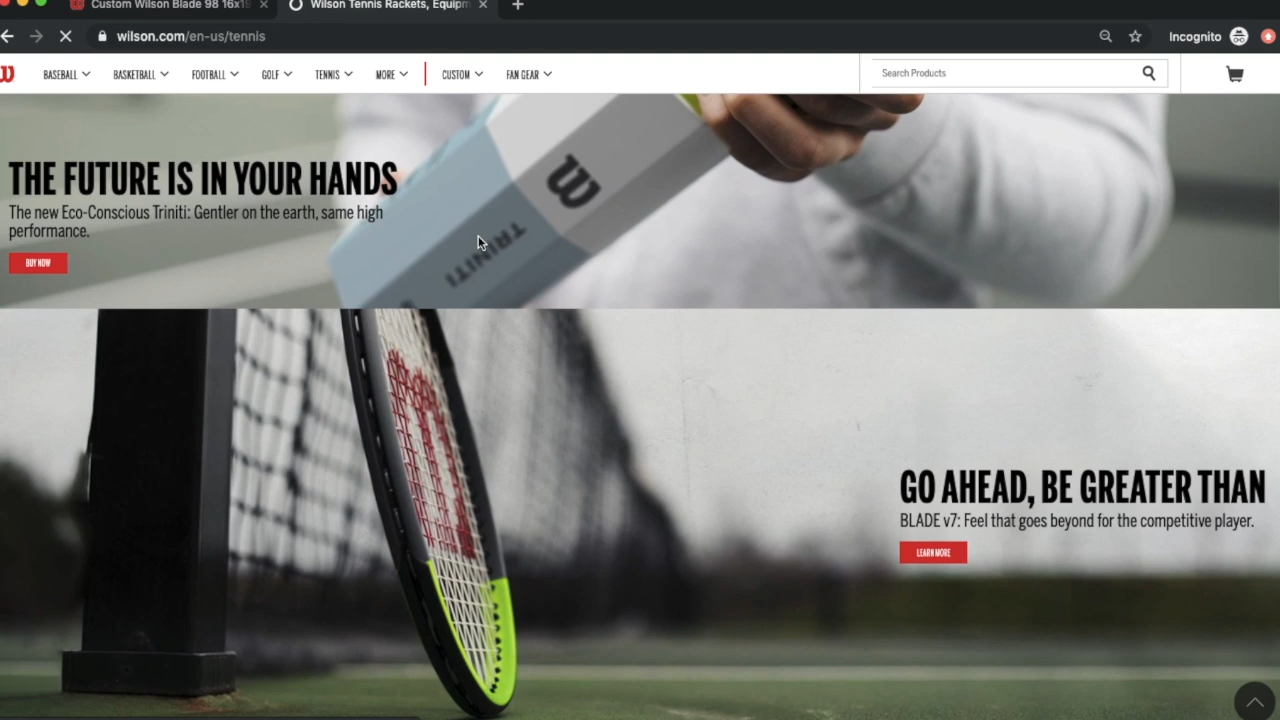 Custom Wilson Blade 98 16x19
Wilson Tennis Rackets, Equipm
wilson.com/en-us/tennis
Incognito
BASEBALL
BASKETBALL
FOOTBALL
GOLF
TENNIS
MORE
CUSTOM
FAN GEAR
Search Products
THE FUTURE IS IN YOUR HANDS
The new Eco-Conscious Triniti: Gentler on the earth, same high
performance.
BUY NOW
W
TRINITI
GO AHEAD, BE GREATER THAN
BLADE v7: Feel that goes beyond for the competitive player.
LEARN MORE